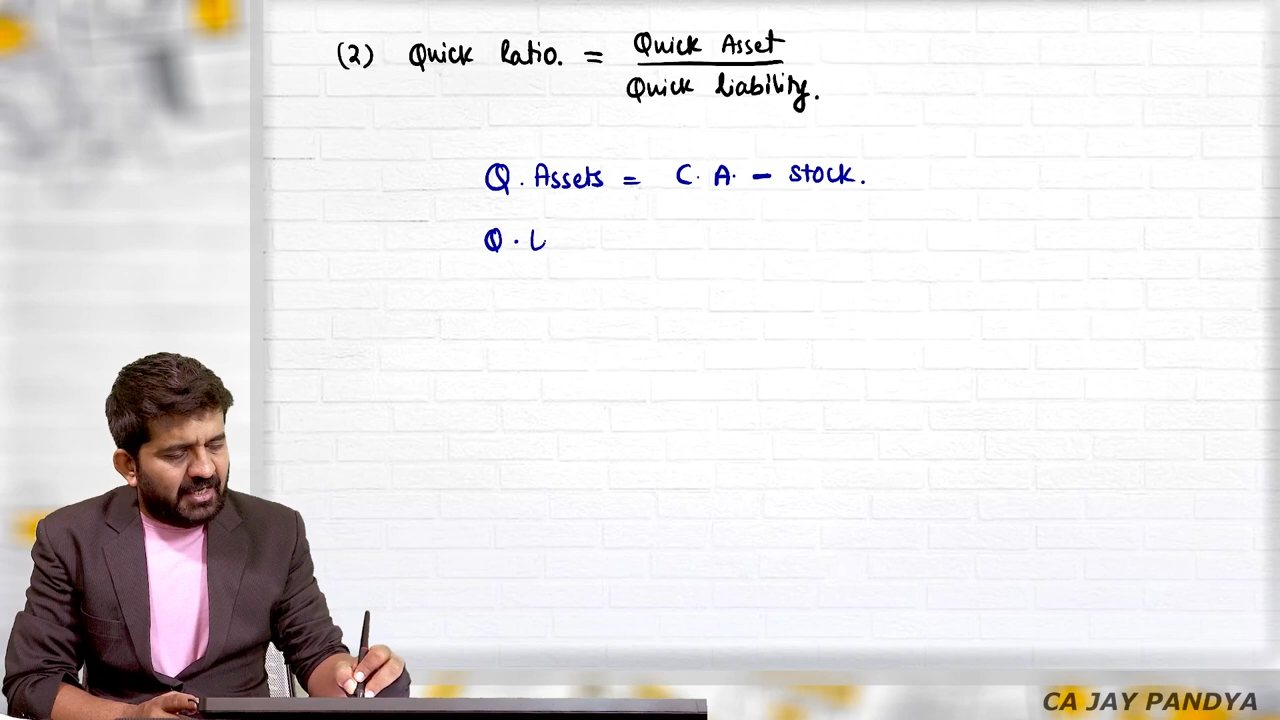 (2) Quick Ratio. = Quick Asset
Quick liability.
Q. Assets = C. A. - Stock.
Q. L
CA JAY PANDYA